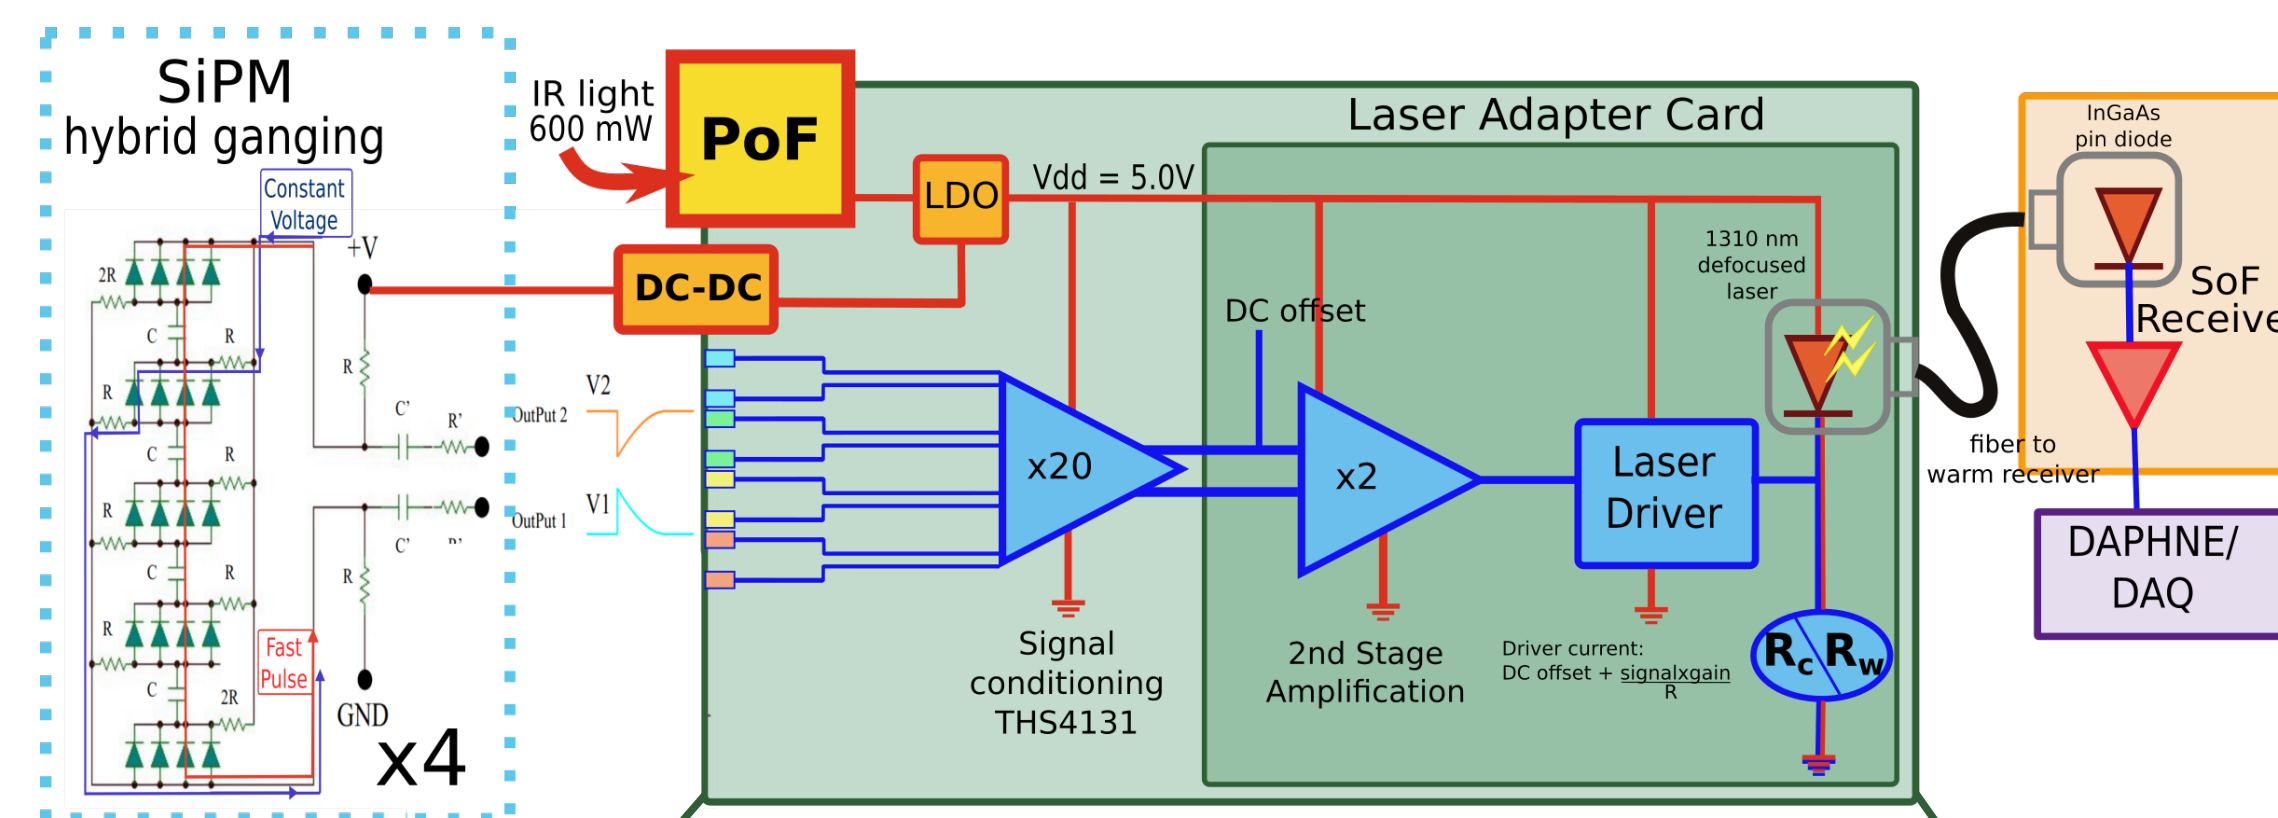 SiPM
hybrid ganging
Constant
Voltage
+V
2R
C
R
R
R
C
R
C'
R'
R
C
R
C'
R
R
C
2R
Fast
Pulse
GND
x4
IR light
600 mW
PoF
LDO
DC-DC
Vdd = 5.0V
Laser Adapter Card
V2
OutPut 2
V1
OutPut 1
x20
Signal
conditioning
THS4131
DC offset
x2
2nd Stage
Amplification
Laser
Driver
Driver current:
DC offset + signalxgain
R
1310 nm
defocused
laser
Rc Rw
fiber to
warm receiver
InGaAs
pin diode
SoF
Receive
DAPHNE/
DAQ